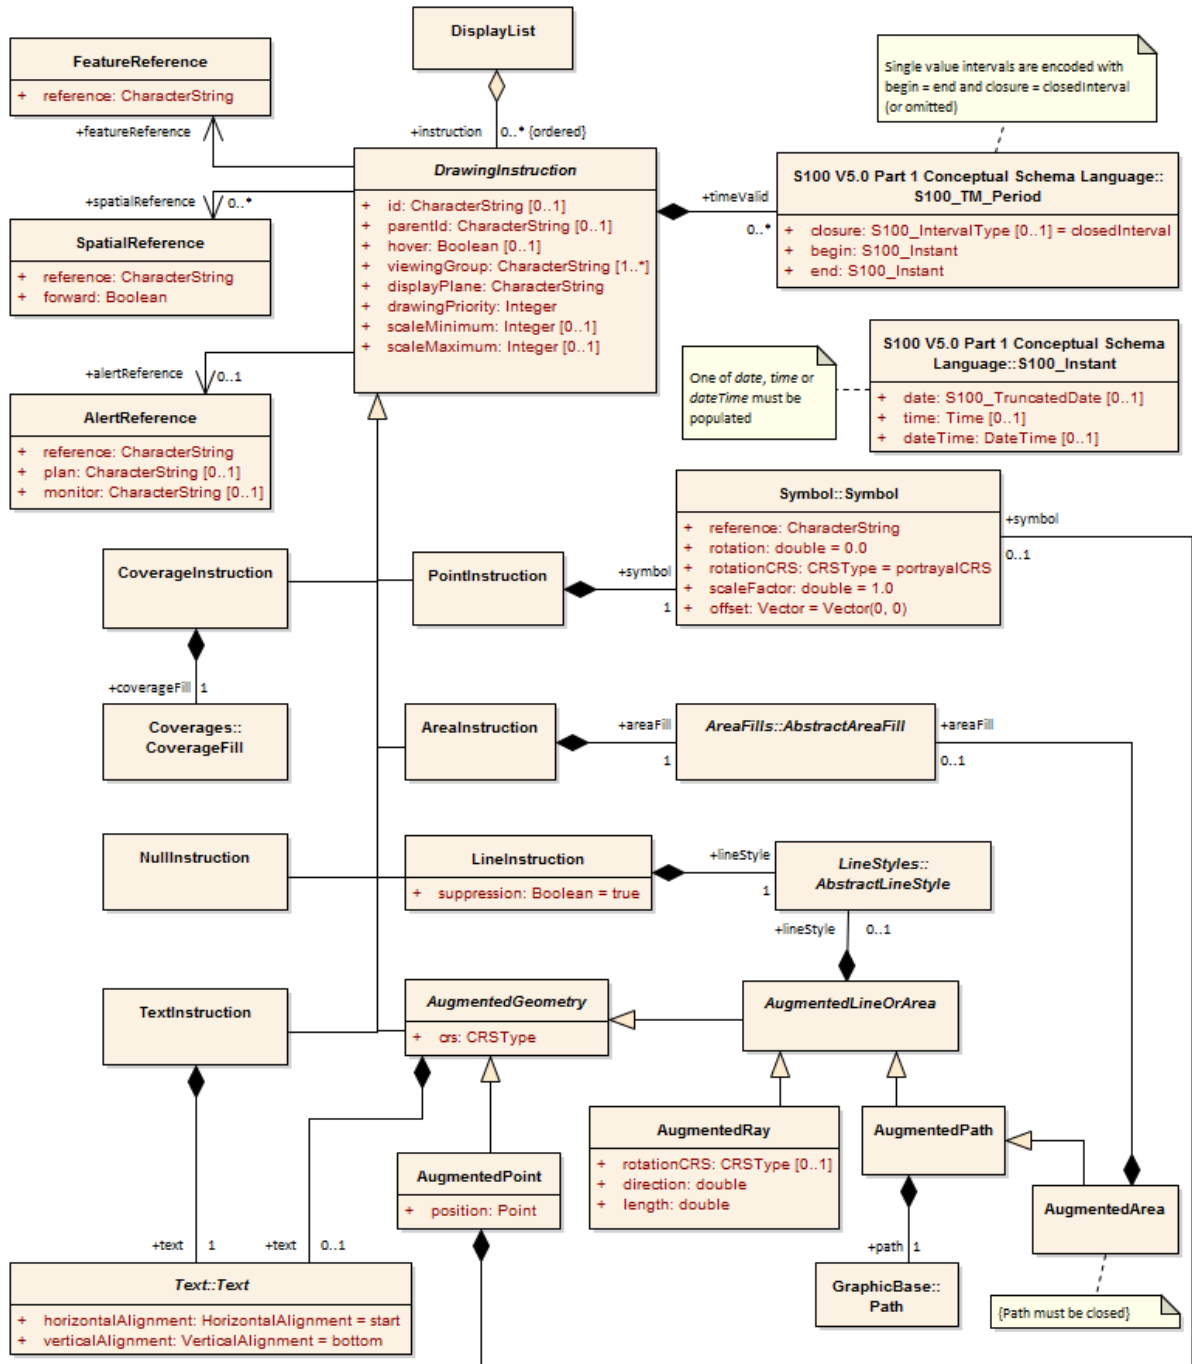 DisplayList
FeatureReference
+ reference: CharacterString
Single value intervals are encoded with
begin = end and closure = closedInterval
(or omitted)
+featureReference
+instruction
0..* {ordered}
DrawingInstruction
+ id: CharacterString [0..1]
+ parentId: CharacterString [0..1]
+ hover: Boolean [0..1]
+ viewingGroup: CharacterString [1..*]
+ displayPlane: CharacterString
+ drawingPriority: Integer
+ scaleMinimum: Integer [0..1]
+ scaleMaximum: Integer [0..1]
+timeValid
0..*
S100 V5.0 Part 1 Conceptual Schema Language::
S100_TM_Period
+ closure: S100_IntervalType [0..1] = closedInterval
+ begin: S100_Instant
+ end: S100_Instant
+spatialReference
0..*
SpatialReference
+ reference: CharacterString
+ forward: Boolean
One of date, time or
dateTime must be
populated
S100 V5.0 Part 1 Conceptual Schema
Language::S100_Instant
+ date: S100_TruncatedDate [0..1]
+ time: Time [0..1]
+ dateTime: DateTime [0..1]
+alertReference
0..1
AlertReference
+ reference: CharacterString
+ plan: CharacterString [0..1]
+ monitor: CharacterString [0..1]
Symbol::Symbol
+ reference: CharacterString
+ rotation: double = 0.0
+ rotationCRS: CRSType = portrayalCRS
+ scaleFactor: double = 1.0
+ offset: Vector = Vector(0, 0)
+symbol
0..1
CoverageInstruction
PointInstruction
+symbol
1
+coverageFill
1
Coverages::
CoverageFill
AreaInstruction
+areaFill
1
AreaFills::AbstractAreaFill
+areaFill
0..1
NullInstruction
LineInstruction
+ suppression: Boolean = true
+lineStyle
1
LineStyles::
AbstractLineStyle
+lineStyle
0..1
TextInstruction
AugmentedGeometry
+ crs: CRSType
AugmentedLineOrArea
AugmentedRay
+ rotationCRS: CRSType [0..1]
+ direction: double
+ length: double
AugmentedPath
AugmentedPoint
+ position: Point
AugmentedArea
+text
1
+text
0..1
+path
1
Text::Text
+ horizontalAlignment: HorizontalAlignment = start
+ verticalAlignment: VerticalAlignment = bottom
GraphicBase::
Path
{Path must be closed}